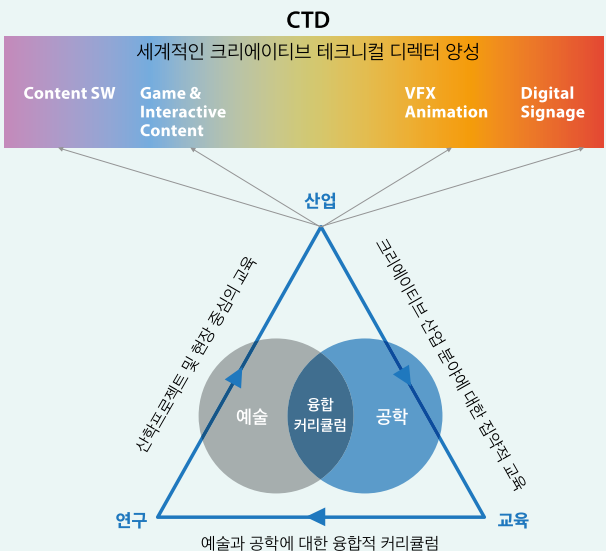 CTD
세계적인 크리에이티브 테크니컬 디렉터 양성
Content SW
Game &
Interactive
Content
VFX
Animation
Digital
Signage
산업
산학프로젝트 및 현장 중심의 교육
크리에이티브 산업 분야에 대한 집약적 교육
예술
융합
커리큘럼
공학
연구
교육
예술과 공학에 대한 융합적 커리큘럼